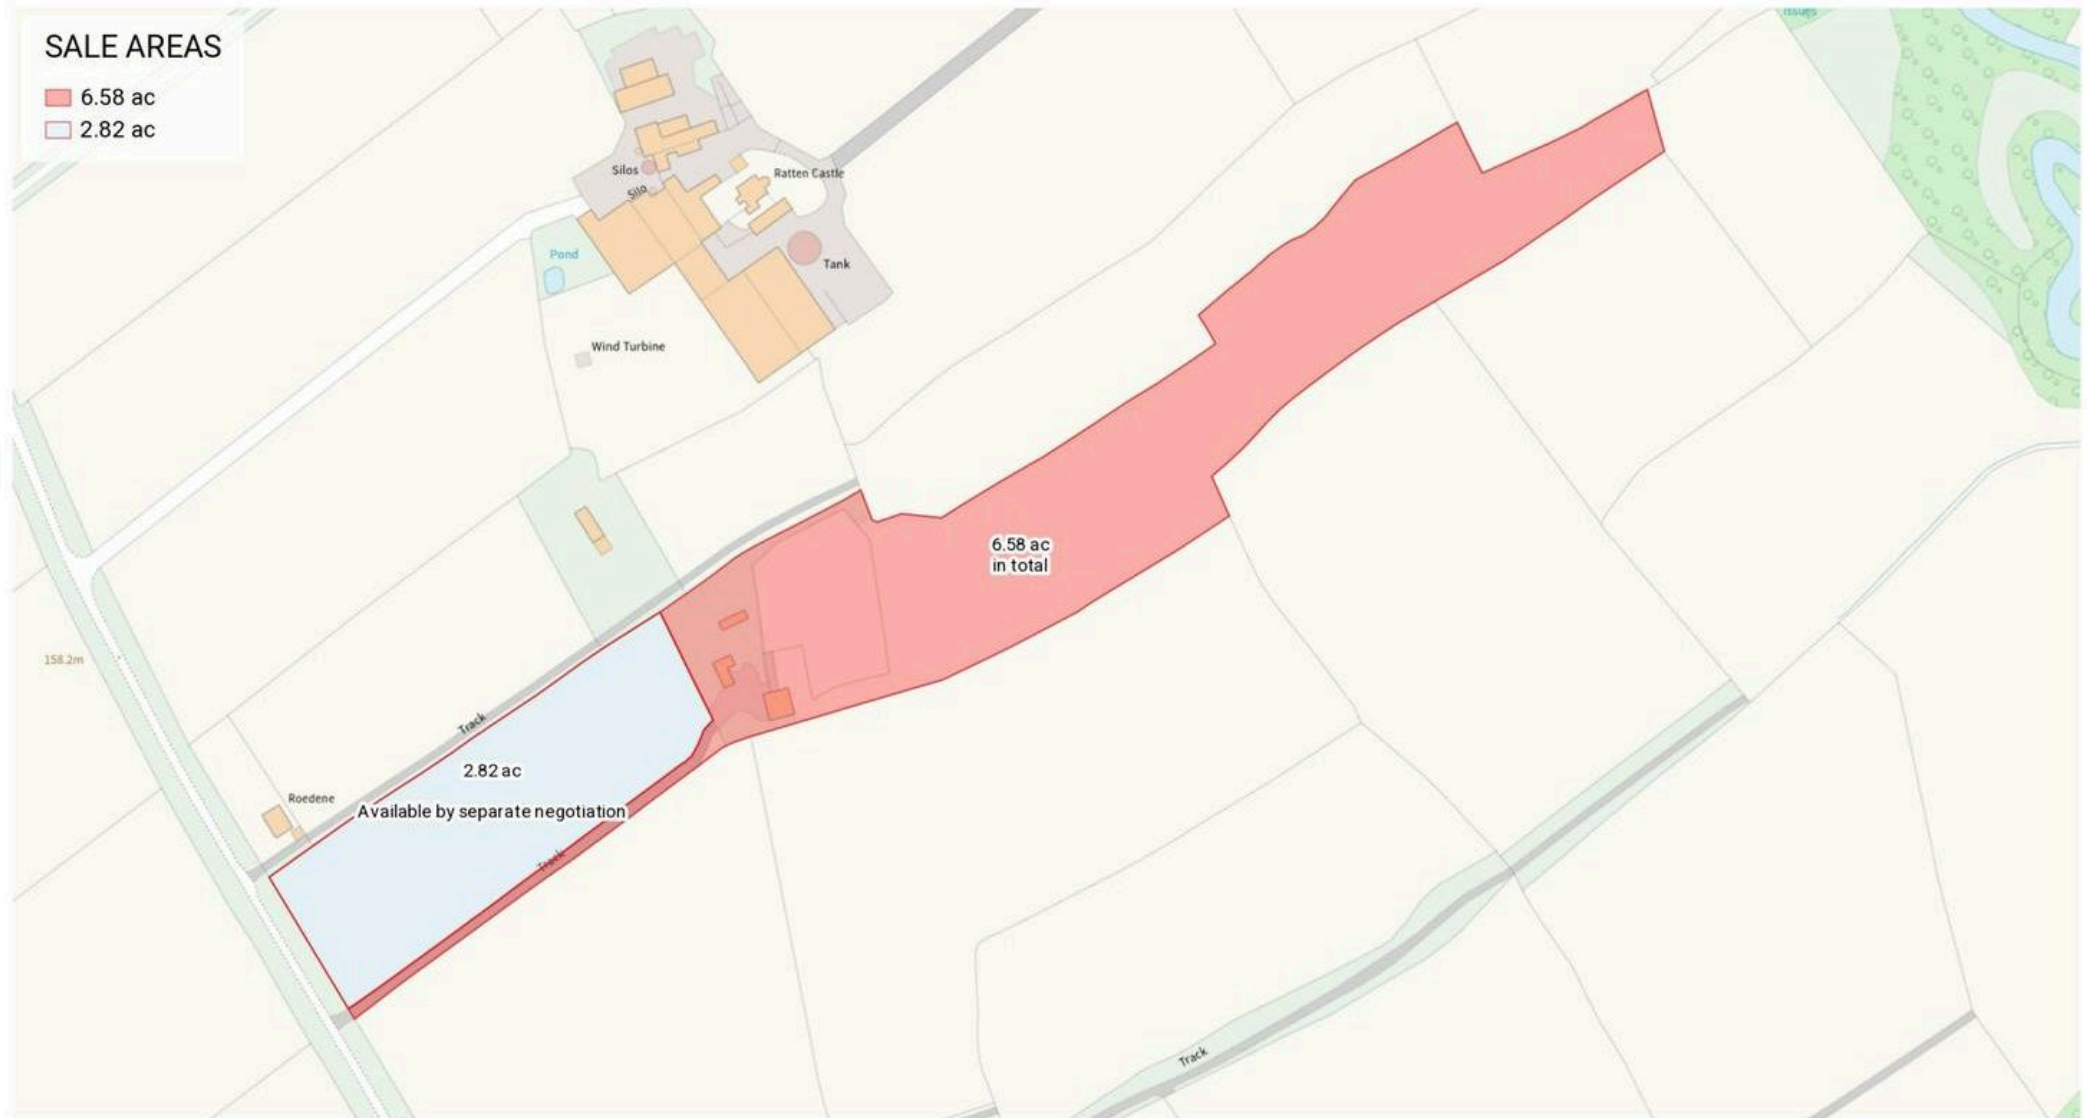 SALE AREAS
6.58 ac
2.82 ac
Issues
Silos
Silo
Ratten Castle
Pond
Tank
Wind Turbine
6.58 ac
in total
158.2m
Track
2.82 ac
Roedene
Available by separate negotiation
Track
Track